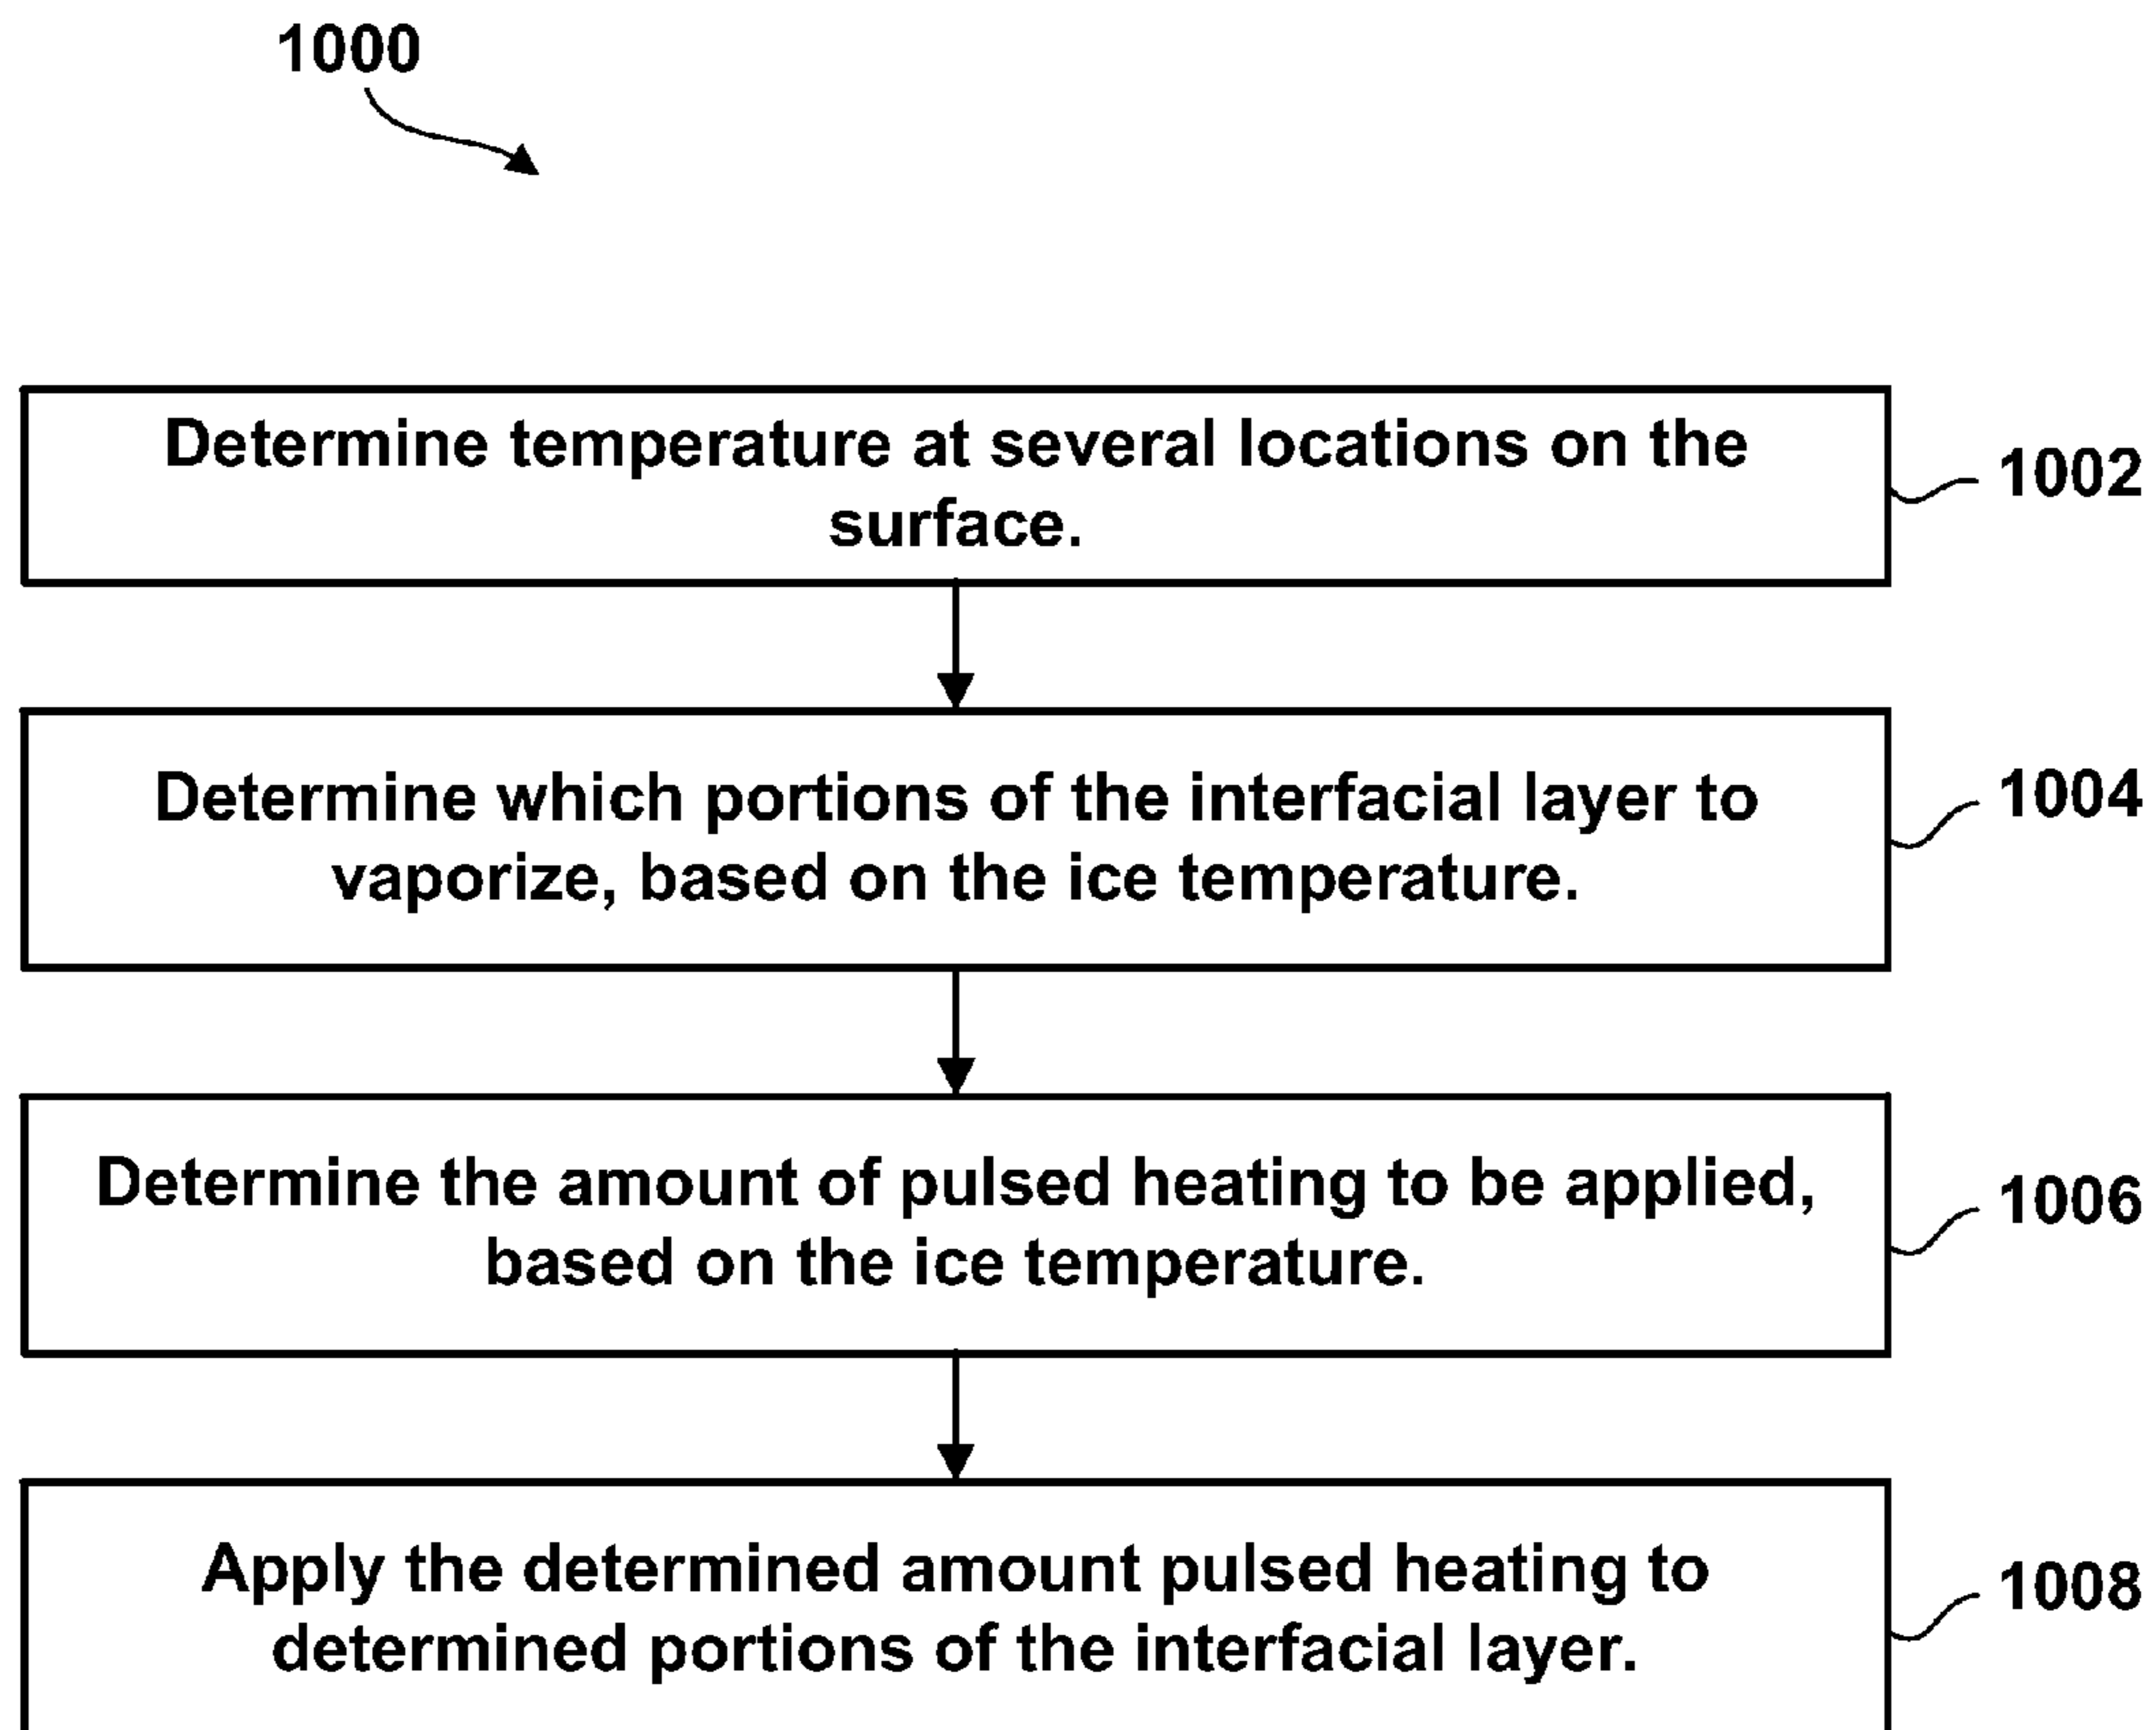 1000
Determine temperature at several locations on the
surface.
1002
Determine which portions of the interfacial layer to
vaporize, based on the ice temperature.
1004
Determine the amount of pulsed heating to be applied,
based on the ice temperature.
1006
Apply the determined amount pulsed heating to
determined portions of the interfacial layer.
1008